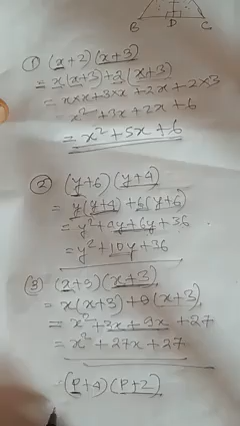 B D C
① (x+2)(x+3)
= x(x+3)+2(x+3)
= x×x+3×x+2x+2×3
x²+3x+2x+6
= x²+5x+6
② (y+6)(y+4)
= y(y+4)+6(y+6)
= y²+4y+6y+36
= y²+10y+36
(3) (x+9)(x+3)
= x(x+3)+9(x+3)
= x²+3x+9x+27
= x²+27x+27
(P+4)(P+2)